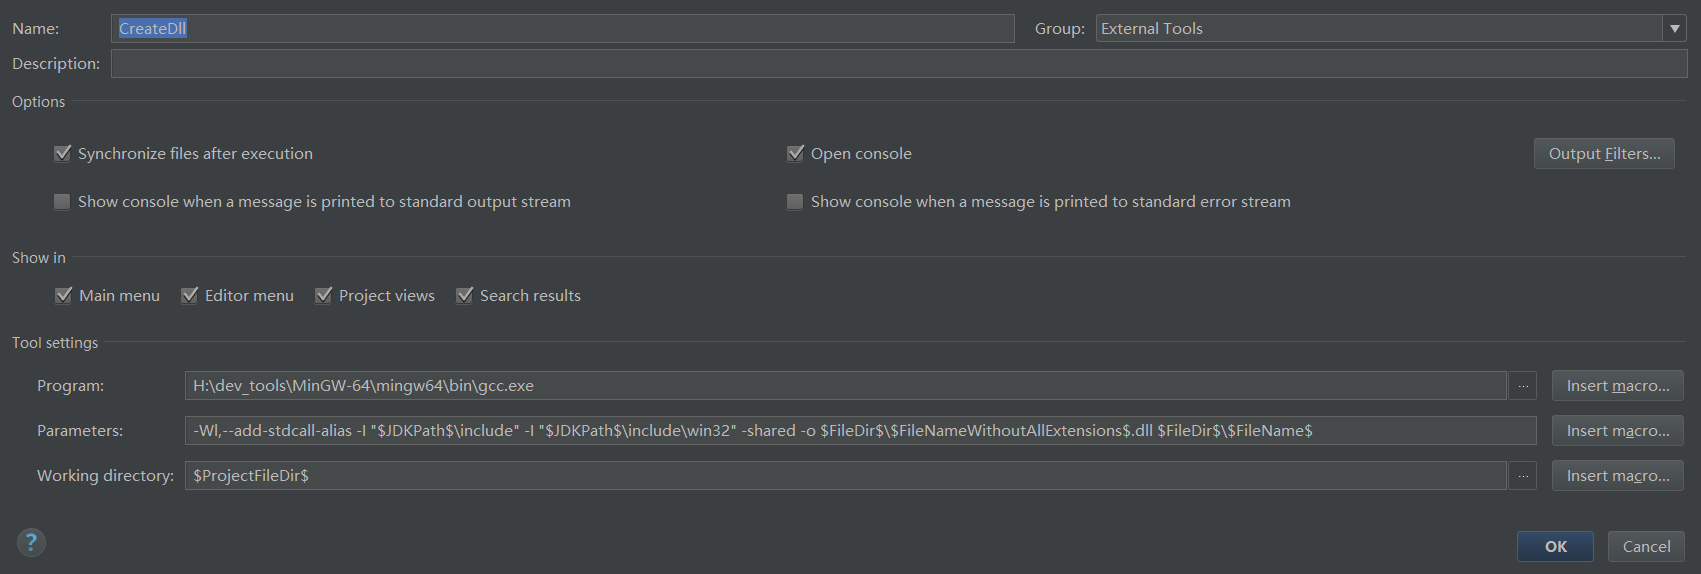 Name: CreateDll Group: External Tools
Description:
Options
Synchronize files after execution Open console Output Filters...
Show console when a message is printed to standard output stream Show console when a message is printed to standard error stream
Show in
Main menu Editor menu Project views Search results
Tool settings
Program: H:\dev_tools\MinGW-64\mingw64\bin\gcc.exe ... Insert macro...
Parameters: -Wl,--add-stdcall-alias -I "$JDKPath$\include" -I "$JDKPath$\include\win32" -shared -o $FileDir$\$FileNameWithoutAllExtensions$.dll $FileDir$\$FileName$ Insert macro...
Working directory: $ProjectFileDir$ ... Insert macro...
? OK Cancel